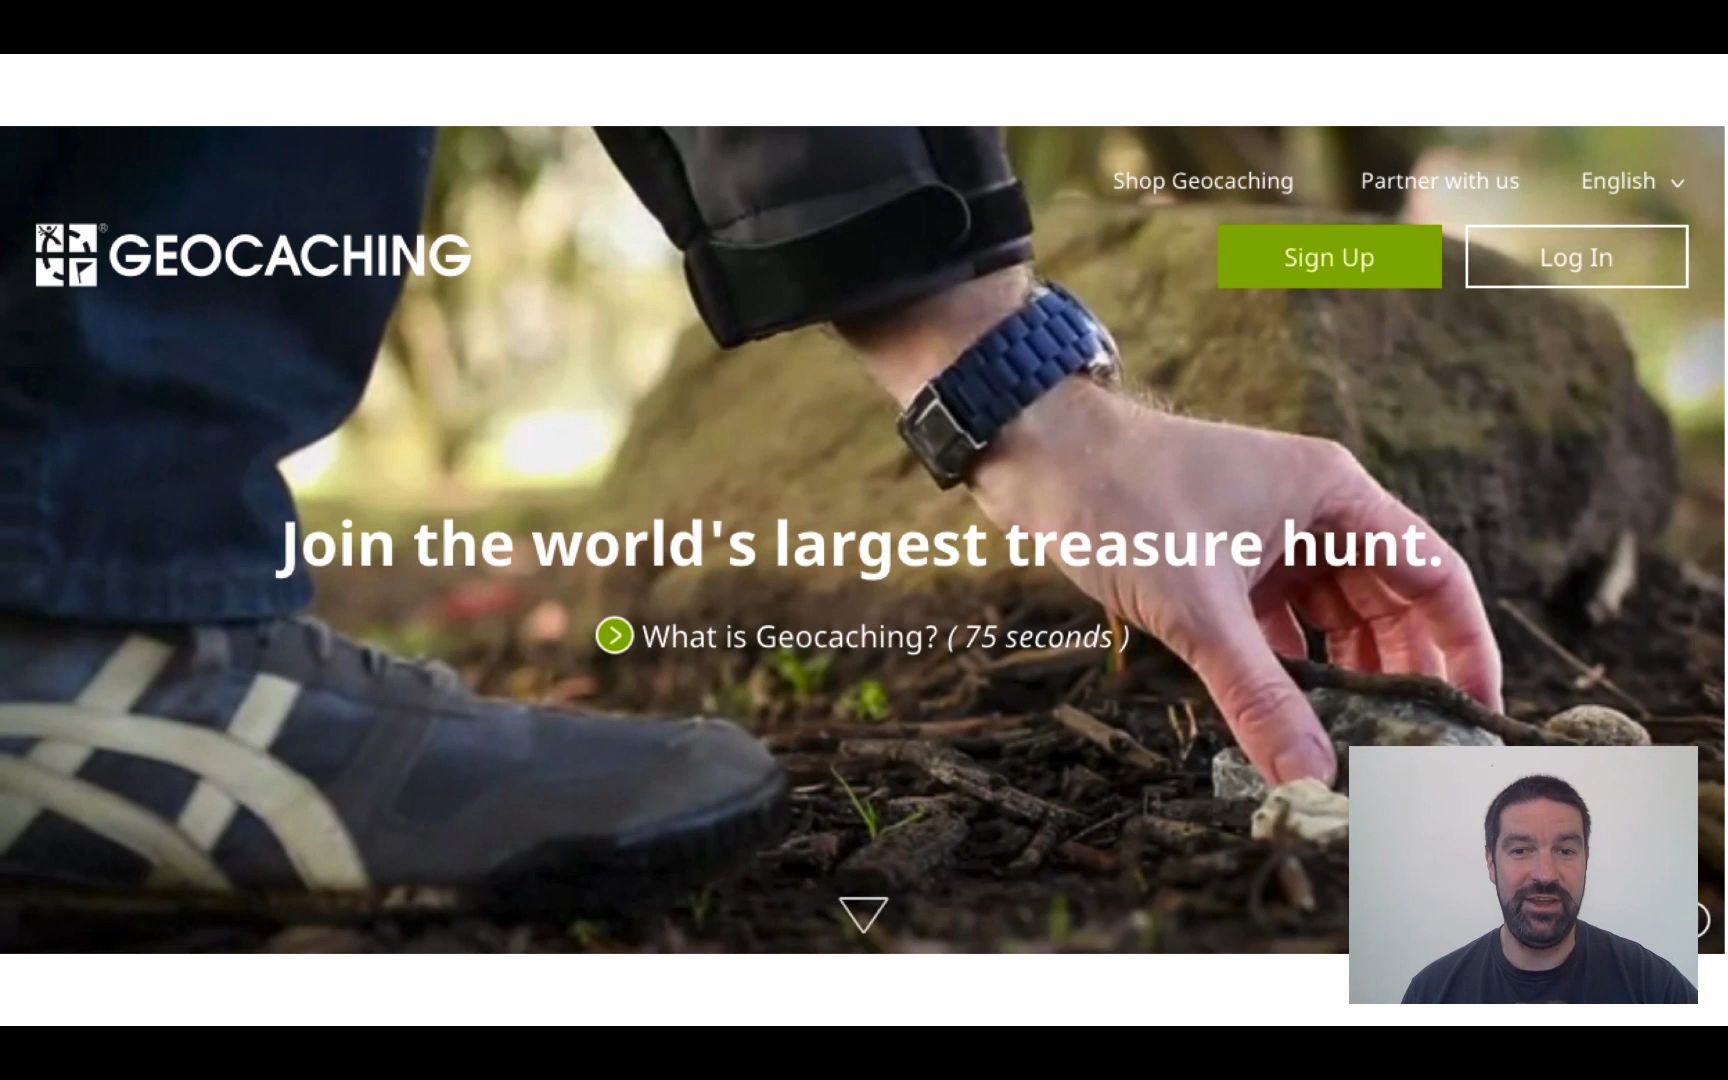 Shop Geocaching
Partner with us
English
GEOCACHING®
Sign Up
Log In
Join the world's largest treasure hunt.
What is Geocaching? ( 75 seconds )